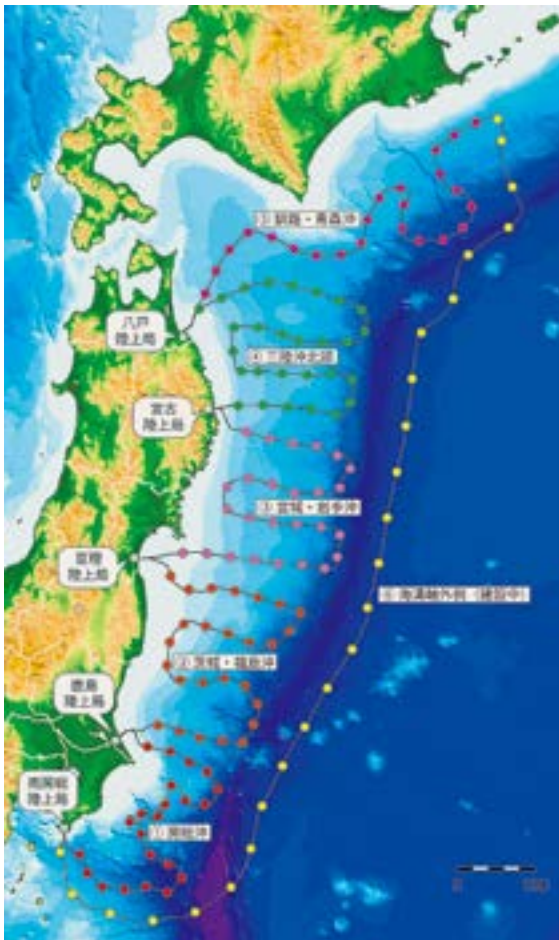 ⑤ 釧路・青森沖
八戸
陸上局
④ 三陸沖北部
宮古
陸上局
③ 宮城・岩手沖
亘理
陸上局
⑥ 海溝軸外側（建設中）
② 茨城・福島沖
鹿島
陸上局
南房総
陸上局
① 房総沖
0